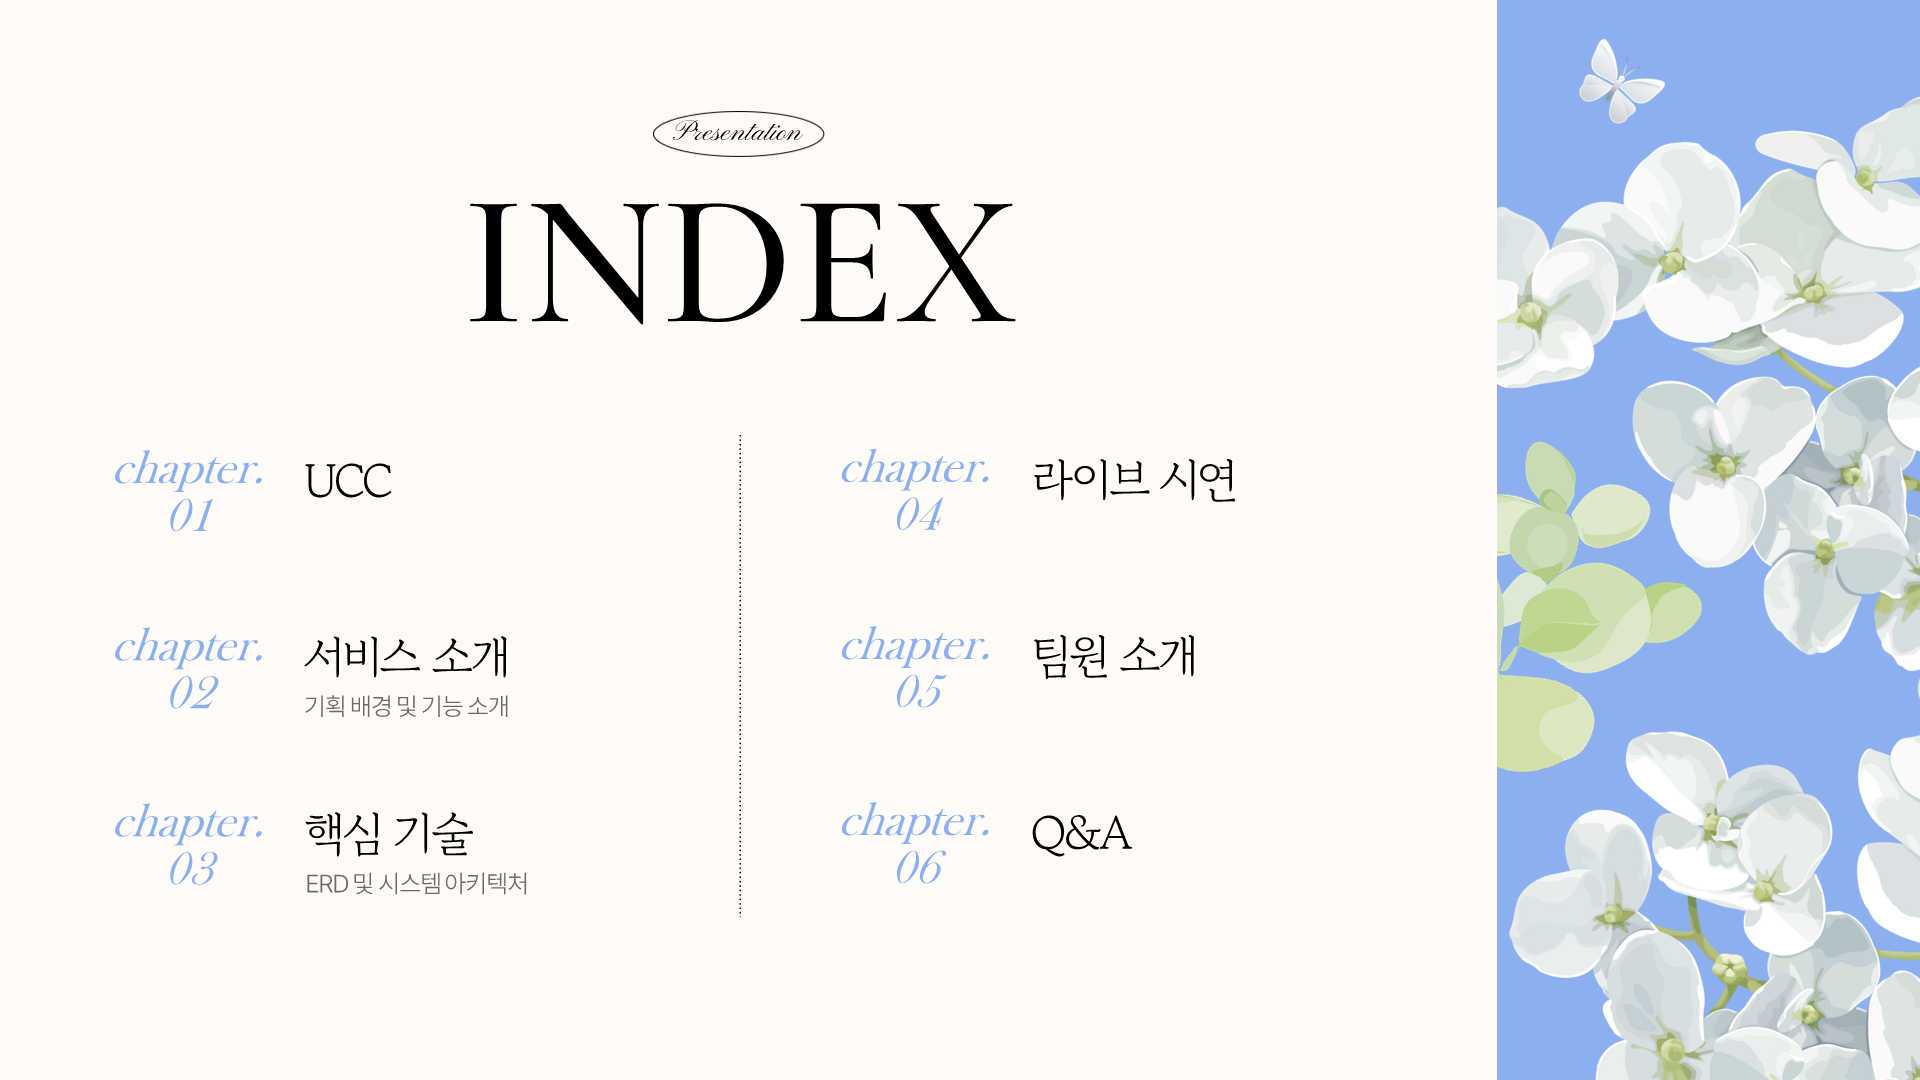 Presentation
INDEX
chapter.
01
UCC
chapter.
02
서비스 소개
기획 배경 및 기능 소개
chapter.
03
핵심 기술
ERD 및 시스템 아키텍처
chapter.
04
라이브 시연
chapter.
05
팀원 소개
chapter.
06
Q&A